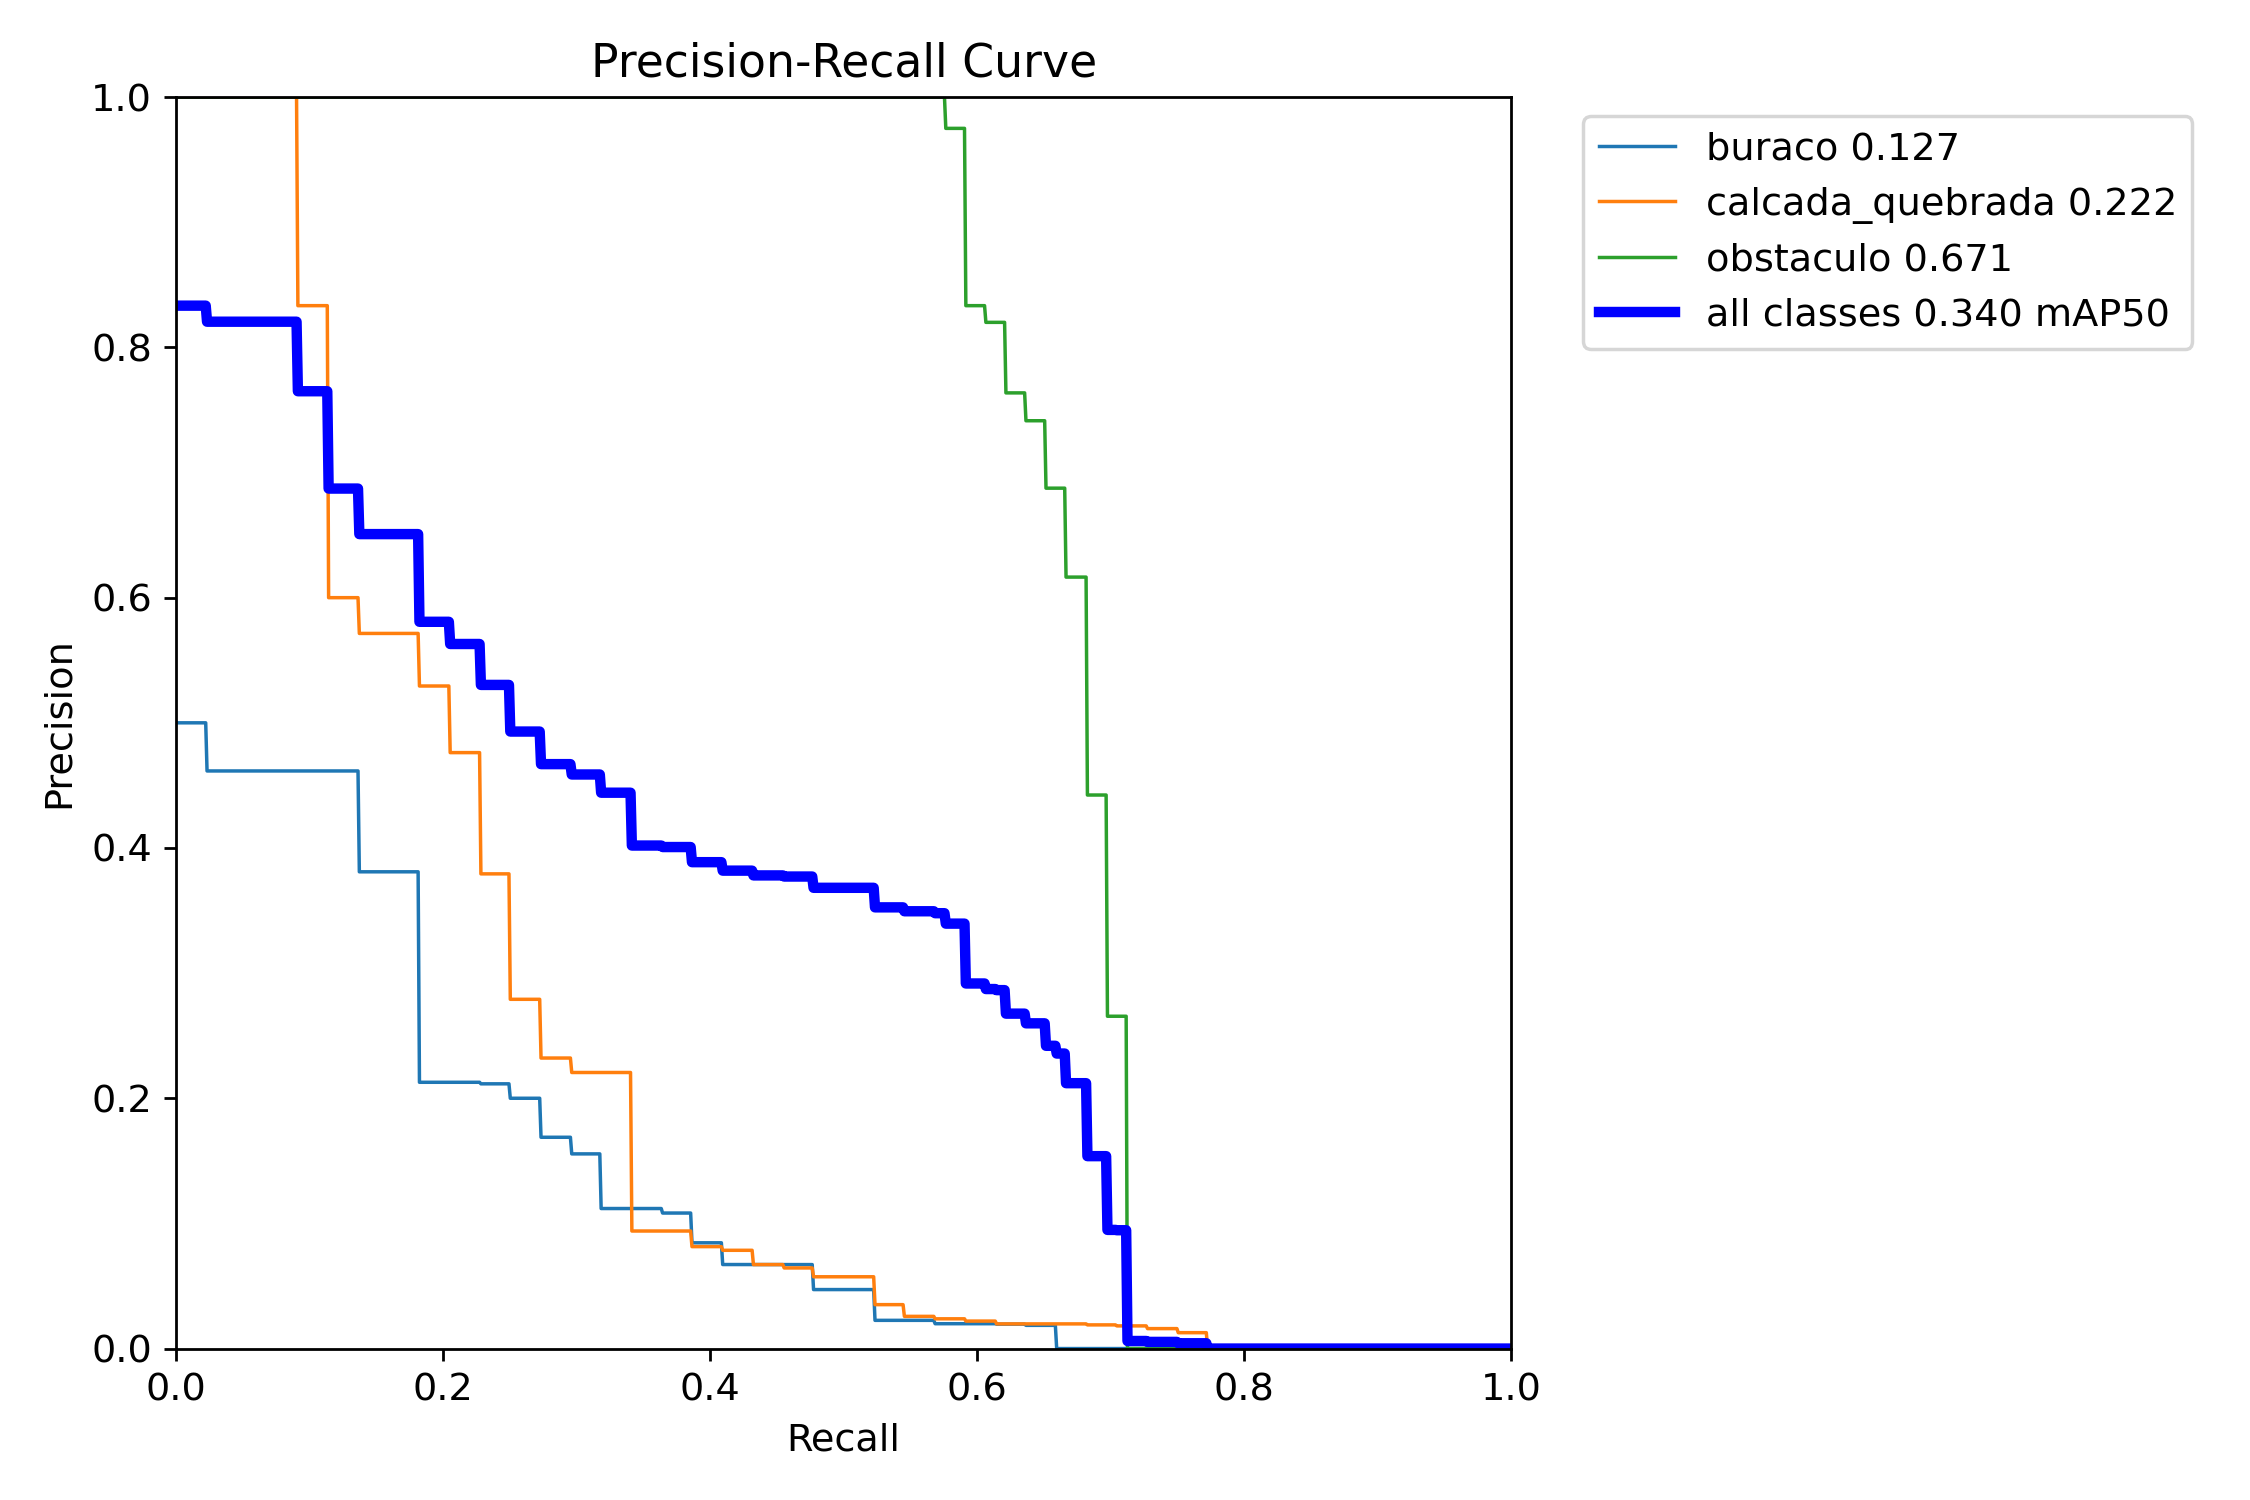 Precision-Recall Curve
1.0
0.8
0.6
0.4
0.2
0.0
Precision
0.0 0.2 0.4 0.6 0.8 1.0
Recall
buraco 0.127
calcada_quebrada 0.222
obstaculo 0.671
all classes 0.340 mAP50